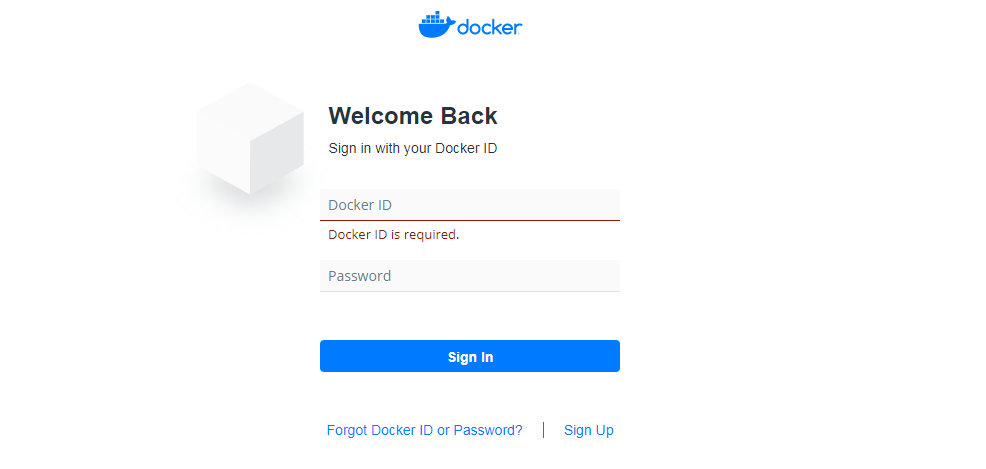 docker
Welcome Back
Sign in with your Docker ID
Docker ID
Docker ID is required.
Password
Sign In
Forgot Docker ID or Password? | Sign Up